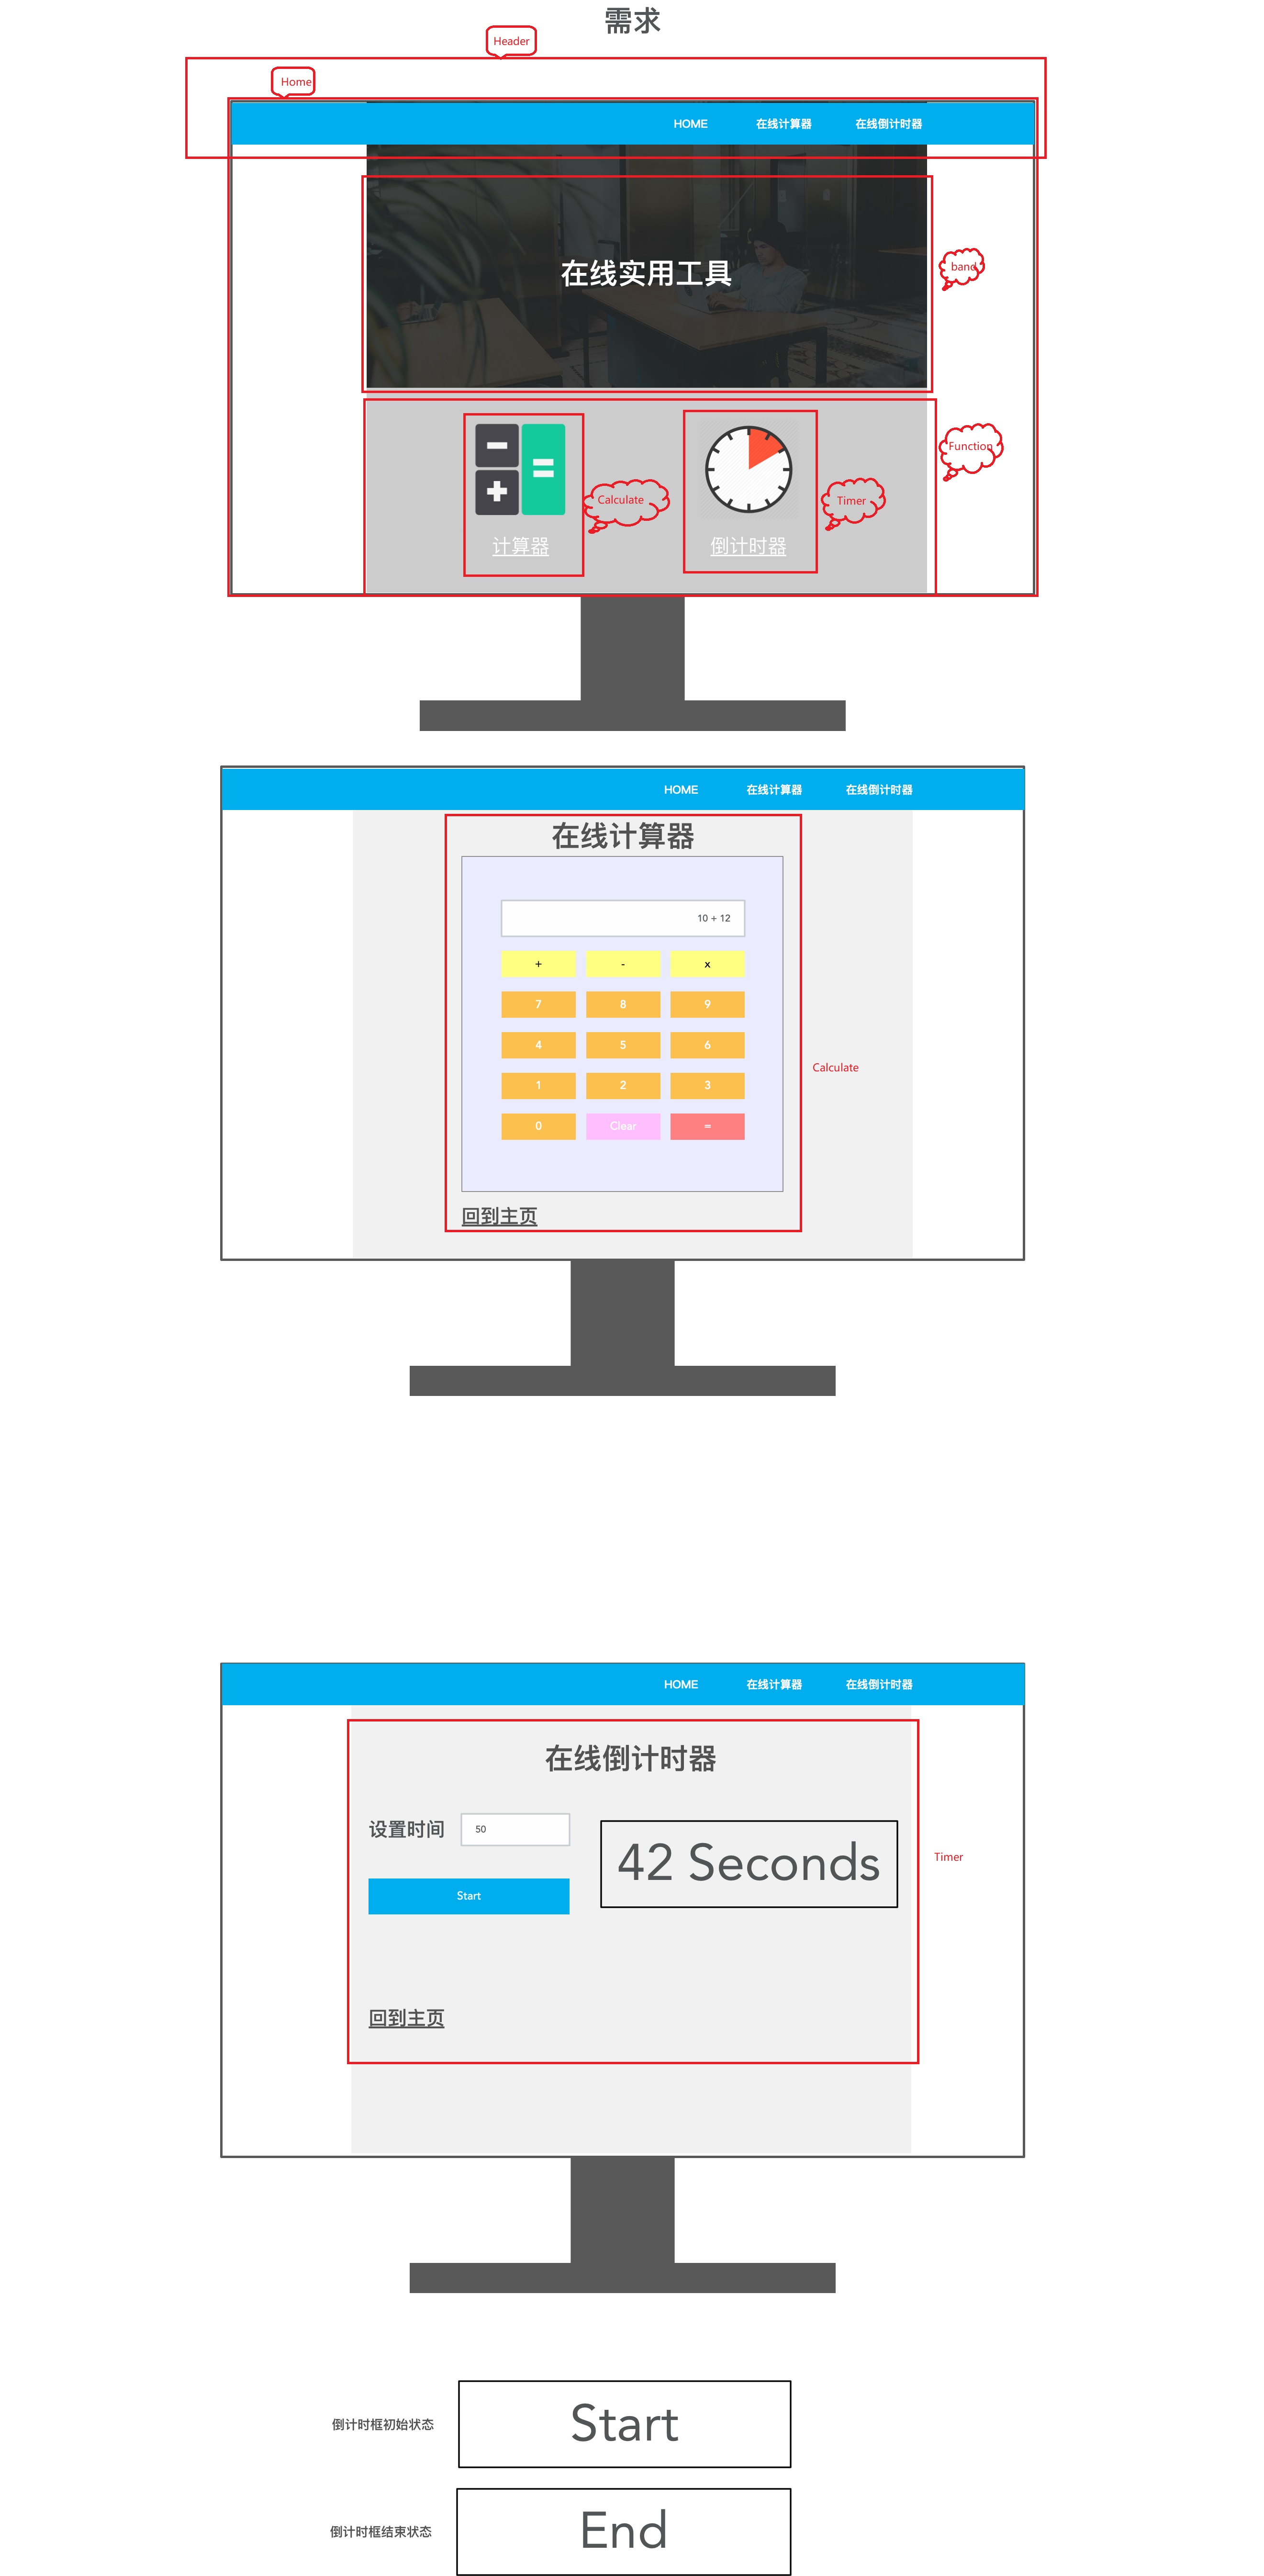 需求
Header
Home
HOME 在线计算器 在线倒计时器
在线实用工具
band
Function
Calculate
Timer
计算器 倒计时器
HOME 在线计算器 在线倒计时器
在线计算器
10 + 12
+ - x
7 8 9
4 5 6
Calculate
1 2 3
0 Clear =
回到主页
HOME 在线计算器 在线倒计时器
在线倒计时器
设置时间 50
42 Seconds
Timer
Start
回到主页
倒计时框初始状态 Start
倒计时框结束状态 End